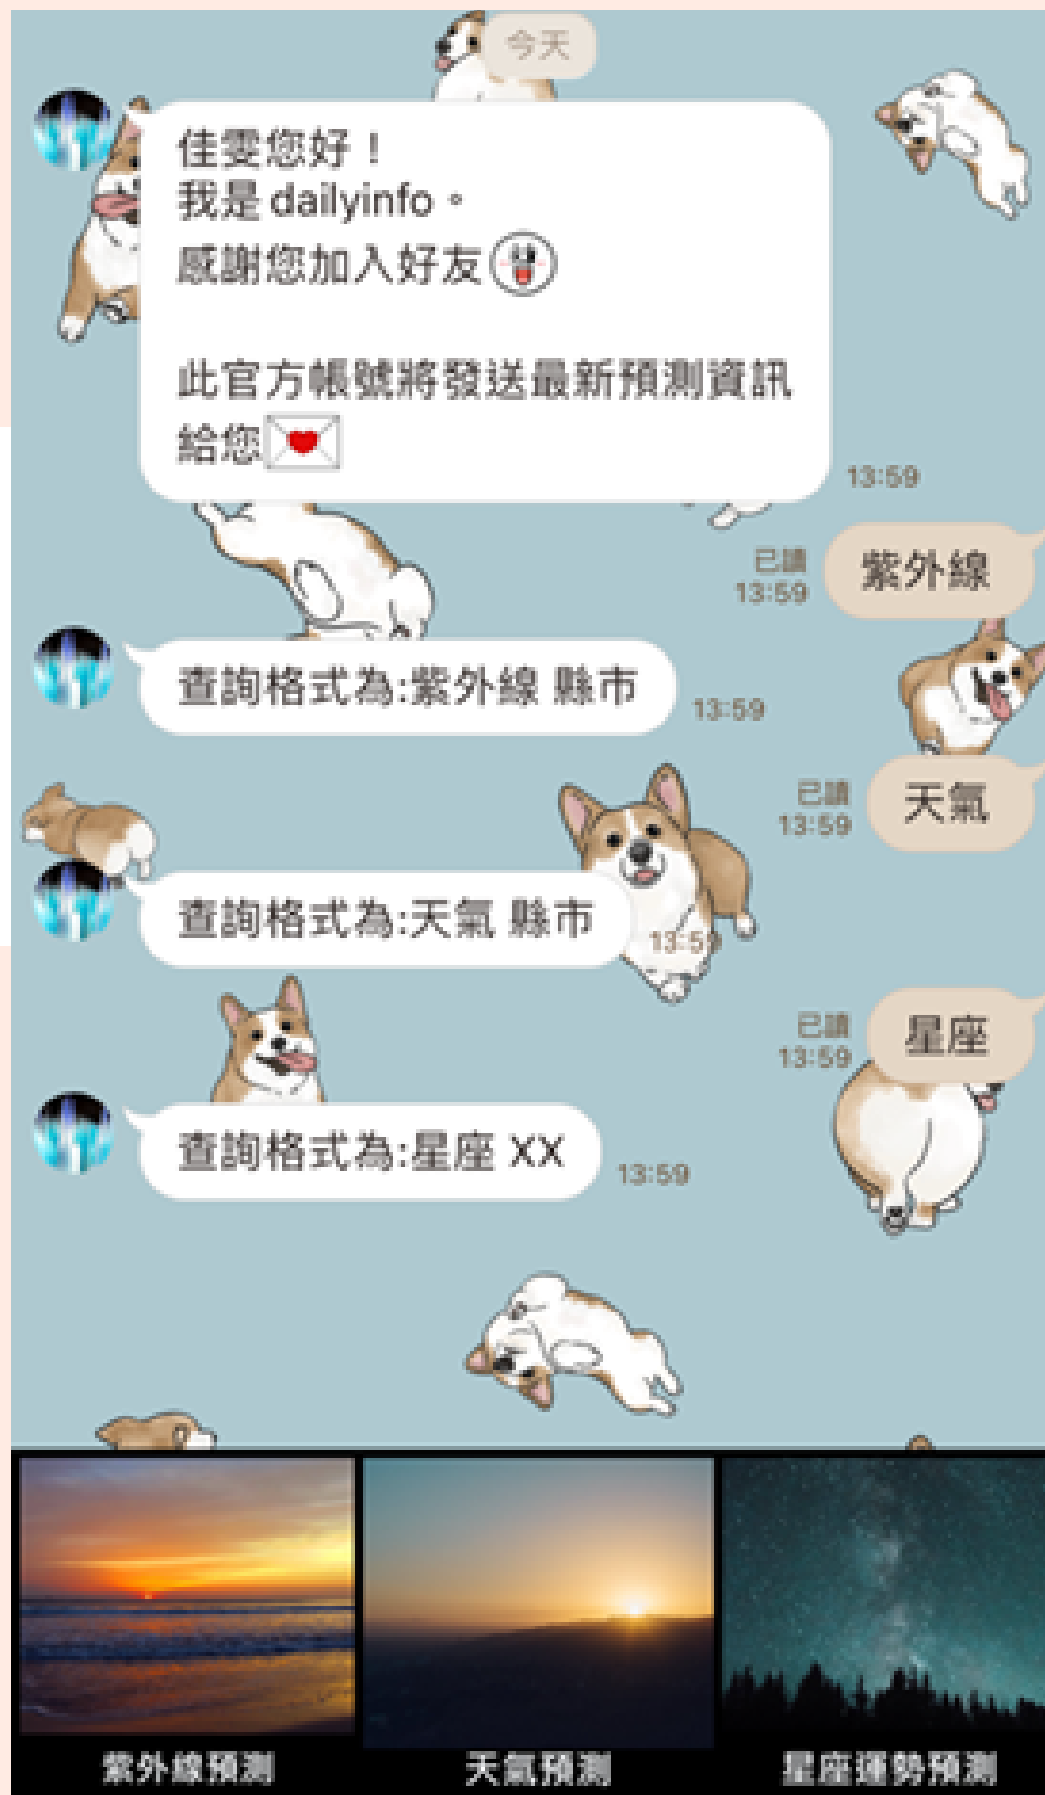 今天
佳雯您好！
我是 dailyinfo。
感謝您加入好友
此官方帳號將發送最新預測資訊
給您
13:59
已讀
13:59
紫外線
查詢格式為:紫外線 縣市
13:59
已讀
13:59
天氣
查詢格式為:天氣 縣市
13:59
已讀
13:59
星座
查詢格式為:星座 XX
13:59
紫外線預測
天氣預測
星座運勢預測